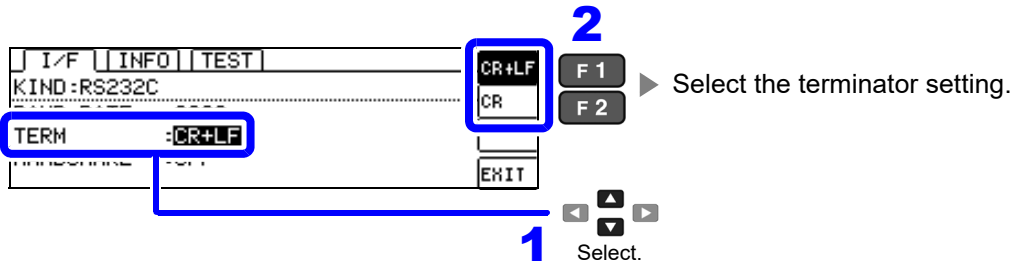 2
I/F INFO TEST
KIND:RS232C
TERM :CR+LF
CR+LF
CR
EXIT
F 1
F 2
Select the terminator setting.
1
Select.